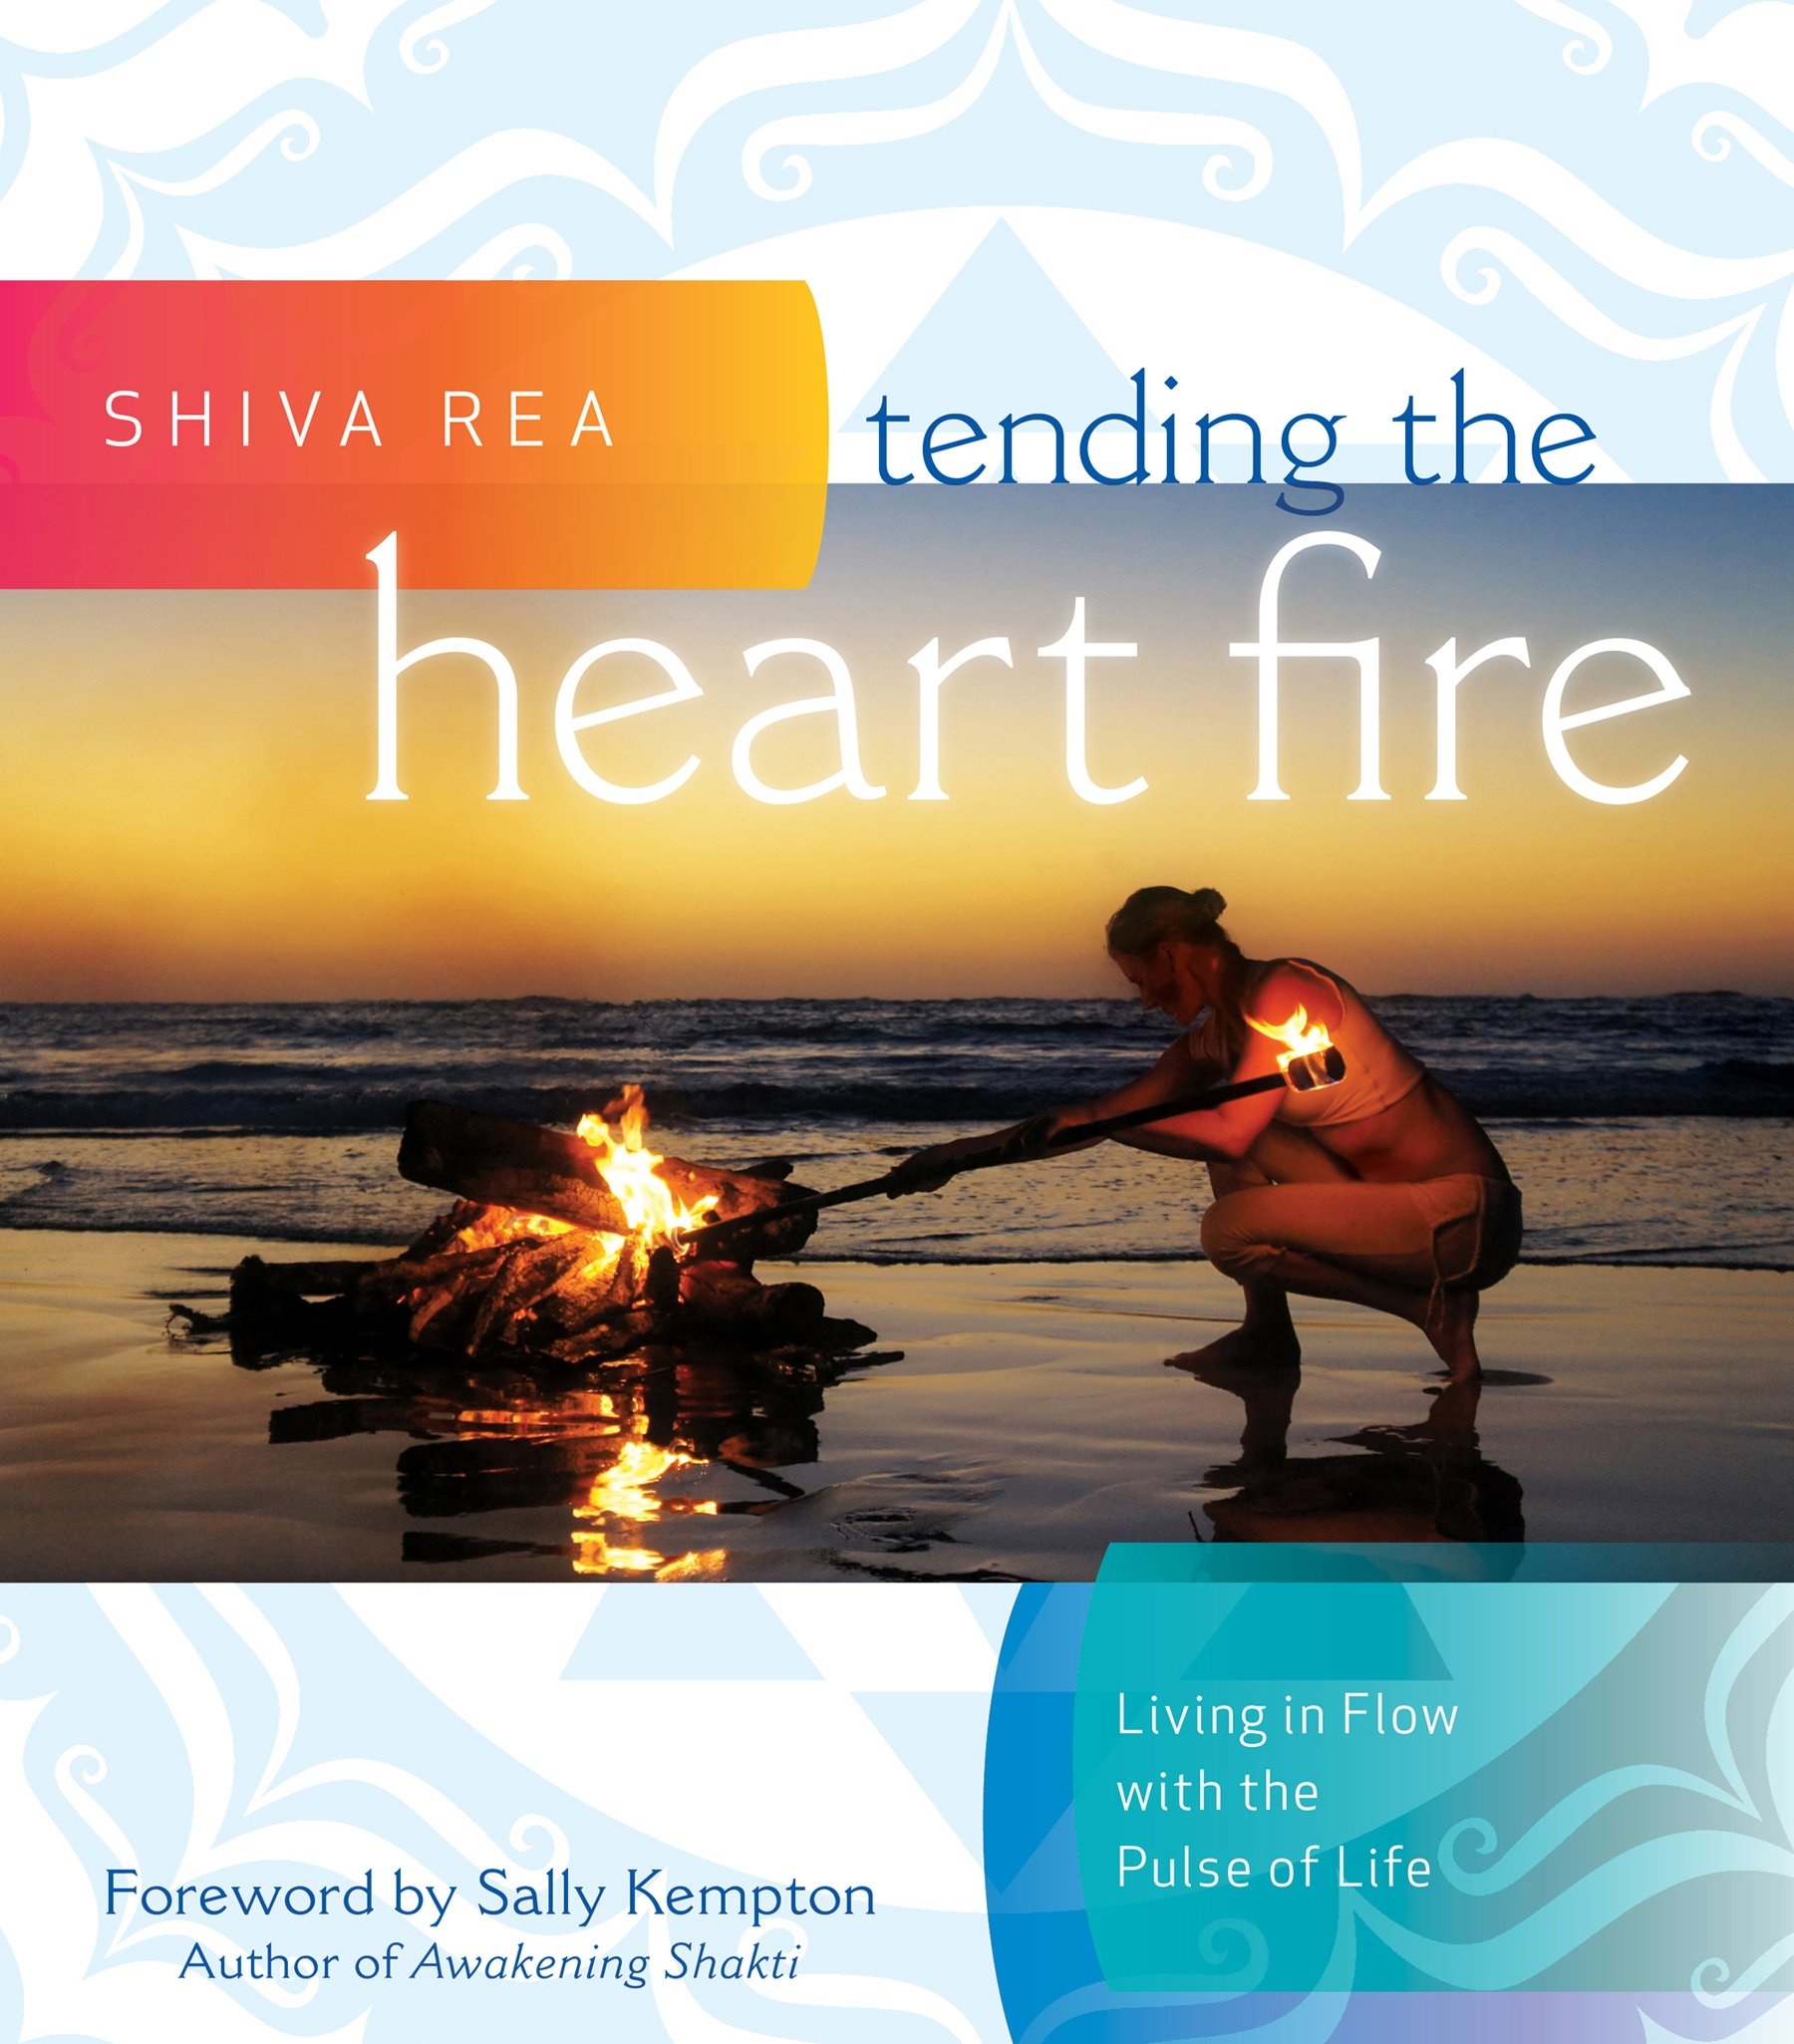 SHIVA REA
tending the
heart fire
Living in Flow
with the
Pulse of Life
Foreword by Sally Kempton
Author of Awakening Shakti